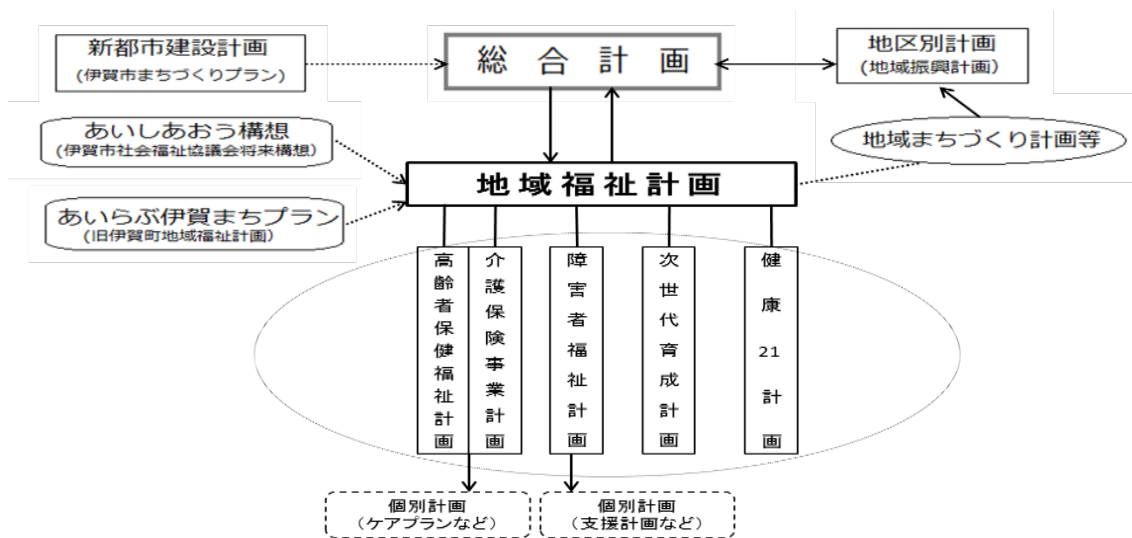 新都市建設計画
(伊賀市まちづくりプラン)
総合計画
地区別計画
(地域振興計画)
あいしあおう構想
(伊賀市社会福祉協議会将来構想)
地域まちづくり計画等
地域福祉計画
あいらぶ伊賀まちプラン
(旧伊賀町地域福祉計画)
高齢者保健福祉計画
介護保険事業計画
障害者福祉計画
次世代育成計画
健康21計画
個別計画
(ケアプランなど)
個別計画
(支援計画など)